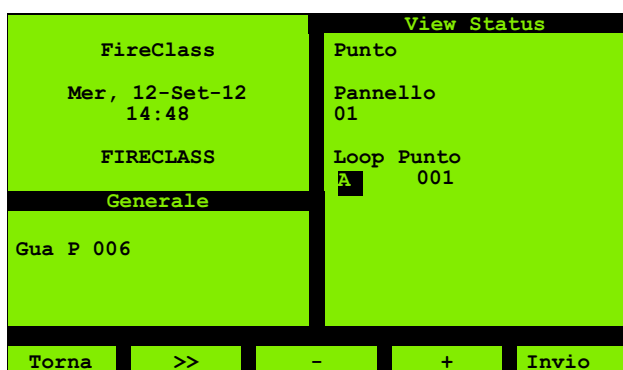 FireClass
Mer, 12-Set-12
14:48
FIRECLASS
Generale
Gua P 006
View Status
Punto
Pannello
01
Loop Punto
A 001
Torna >> - + Invio